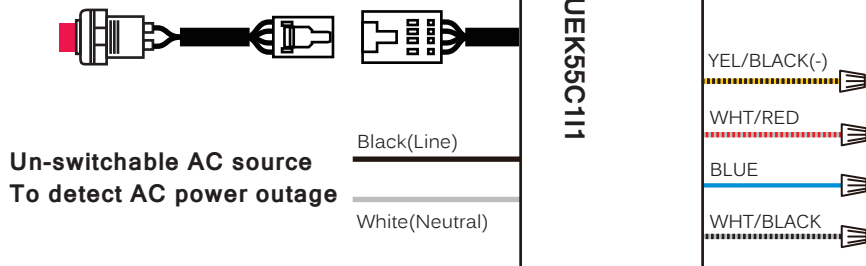 UEK55C1I1
YEL/BLACK(-)
WHT/RED
Black(Line)
Un-switchable AC source
BLUE
To detect AC power outage
WHT/BLACK
White(Neutral)